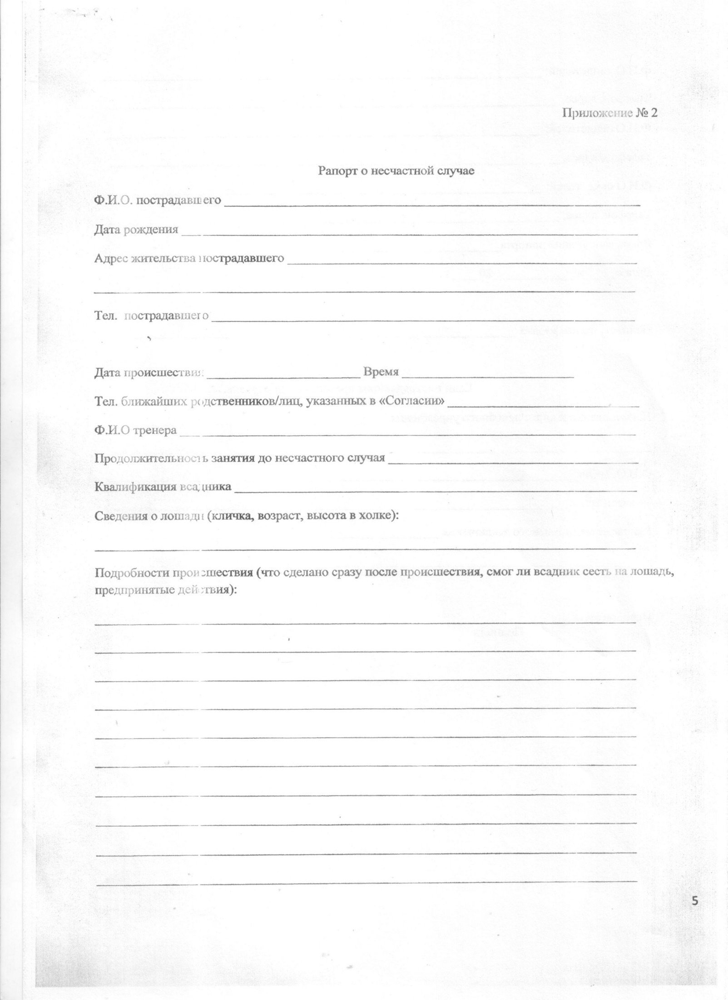 Приложение № 2
Рапорт о несчастной случае
Ф.И.О. пострадавшего
Дата рождения
Адрес жительства пострадавшего
Тел. пострадавшего
Дата происшествия: Время
Тел. ближайших родственников/лиц, указанных в «Согласии»
Ф.И.О тренера
Продолжительность занятия до несчастного случая
Квалификация всадника
Сведения о лошади (кличка, возраст, высота в холке):
Подробности происшествия (что сделано сразу после происшествия, смог ли всадник сесть на лошадь,
предпринятые действия):
5